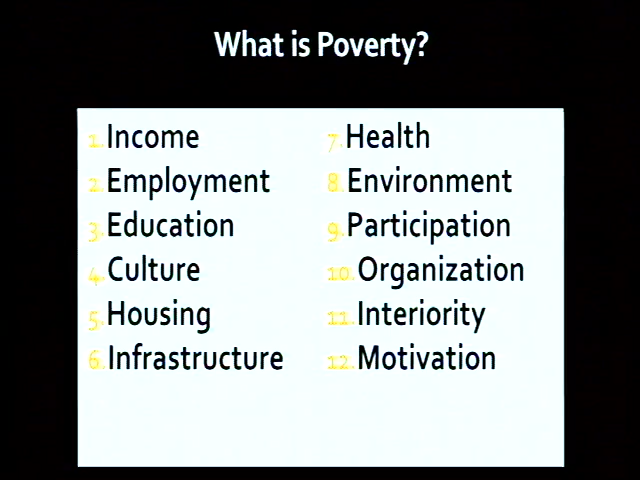 What is Poverty?
1. Income
2. Employment
3. Education
4. Culture
5. Housing
6. Infrastructure
7. Health
8. Environment
9. Participation
10. Organization
11. Interiority
12. Motivation